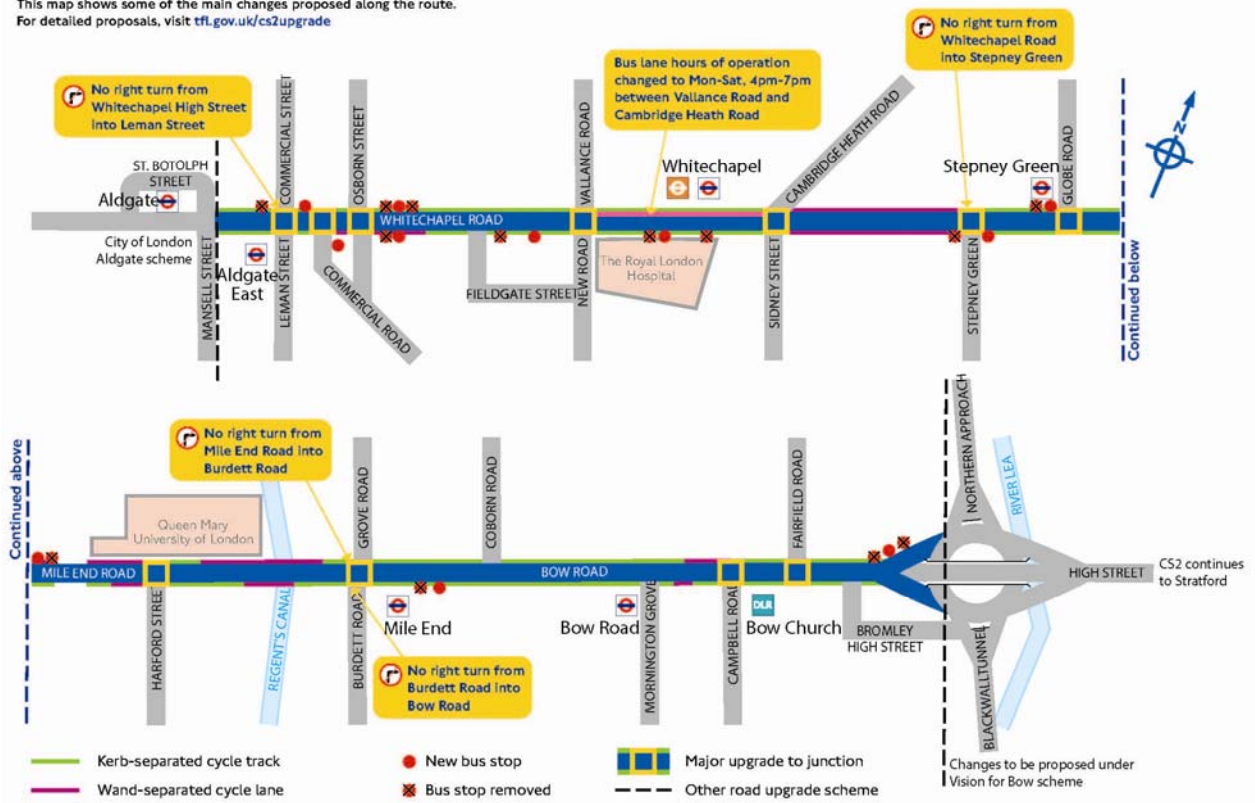 This map shows some of the main changes proposed along the route.
For detailed proposals, visit tfl.gov.uk/cs2upgrade
No right turn from
Whitechapel High Street
into Leman Street
Bus lane hours of operation
changed to Mon-Sat, 4pm-7pm
between Vallance Road and
Cambridge Heath Road
No right turn from
Whitechapel Road
into Stepney Green
COMMERCIAL STREET
OSBORN STREET
VALLANCE ROAD
CAMBRIDGE HEATH ROAD
GLOBE ROAD
N
ST. BOTOLPH
STREET
Aldgate
Whitechapel
Stepney Green
WHITECHAPEL ROAD
City of London
Aldgate scheme
MANSELL STREET
Aldgate
East
LEMAN STREET
COMMERCIAL ROAD
FIELDGATE STREET
NEW ROAD
The Royal London
Hospital
SIDNEY STREET
STEPNEY GREEN
Continued below
Continued above
No right turn from
Mile End Road into
Burdett Road
Queen Mary
University of London
GROVE ROAD
COBORN ROAD
FAIRFIELD ROAD
NORTHERN APPROACH
RIVER LEA
MILE END ROAD
BOW ROAD
HIGH STREET
CS2 continues
to Stratford
HARFORD STREET
REGENT'S CANAL
BURDETT ROAD
Mile End
Bow Road
MORNINGTON GROVE
CAMPBELL ROAD
DLR
Bow Church
BROMLEY
HIGH STREET
BLACKWALLTUNNEL
No right turn from
Burdett Road into
Bow Road
Kerb-separated cycle track
New bus stop
Major upgrade to junction
Changes to be proposed under
Vision for Bow scheme
Wand-separated cycle lane
Bus stop removed
Other road upgrade scheme